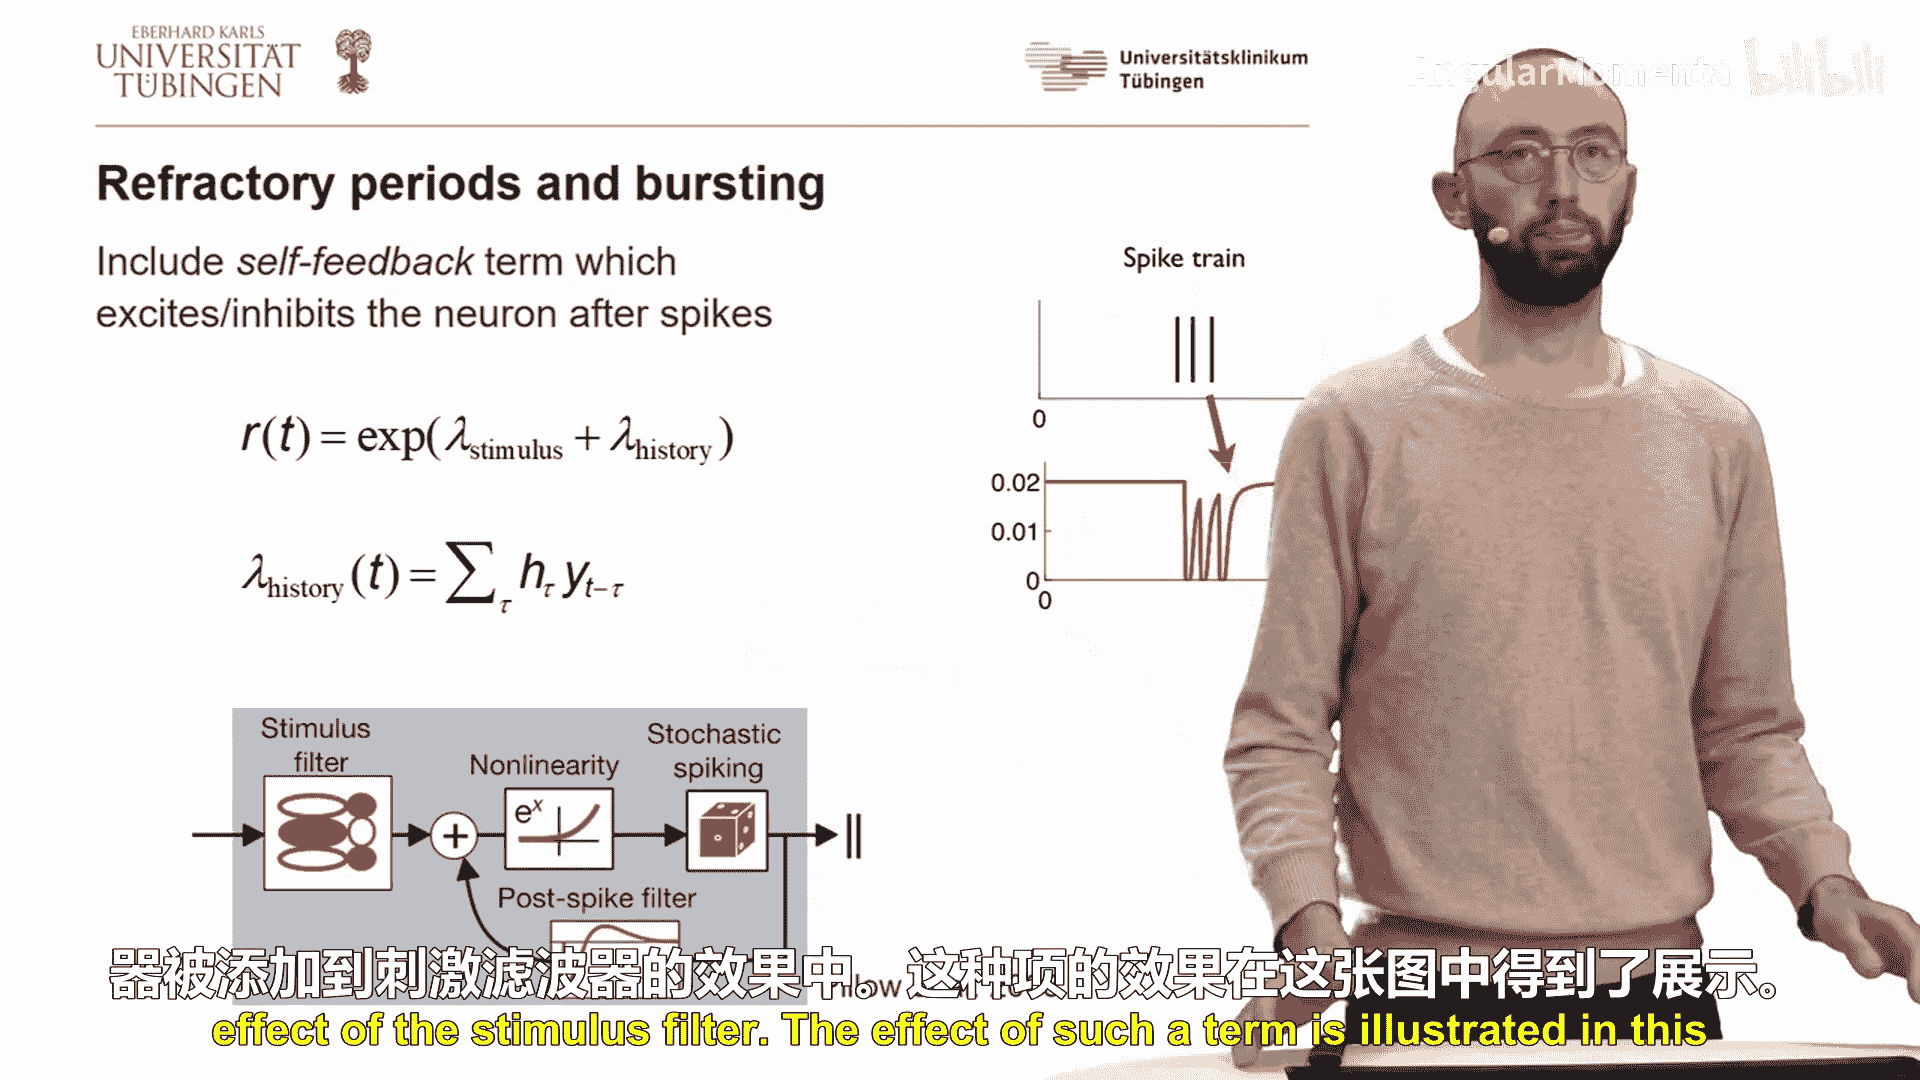 EBERHARD KARLS
UNIVERSITÄT
TÜBINGEN
Universitätsklinikum
Tübingen
AngularMomenta
bilibili
Refractory periods and bursting
Include self-feedback term which
excites/inhibits the neuron after spikes
r(t) = exp(λstimulus + λhistory)
λhistory(t) = ∑τ hτ yt−τ
Spike train
0
0.02
0.01
0
0
Stimulus
filter
Nonlinearity
Stochastic
spiking
eˣ
+
Post-spike filter
器被添加到刺激滤波器的效果中。这种项的效果在这张图中得到了展示。
effect of the stimulus filter. The effect of such a term is illustrated in this